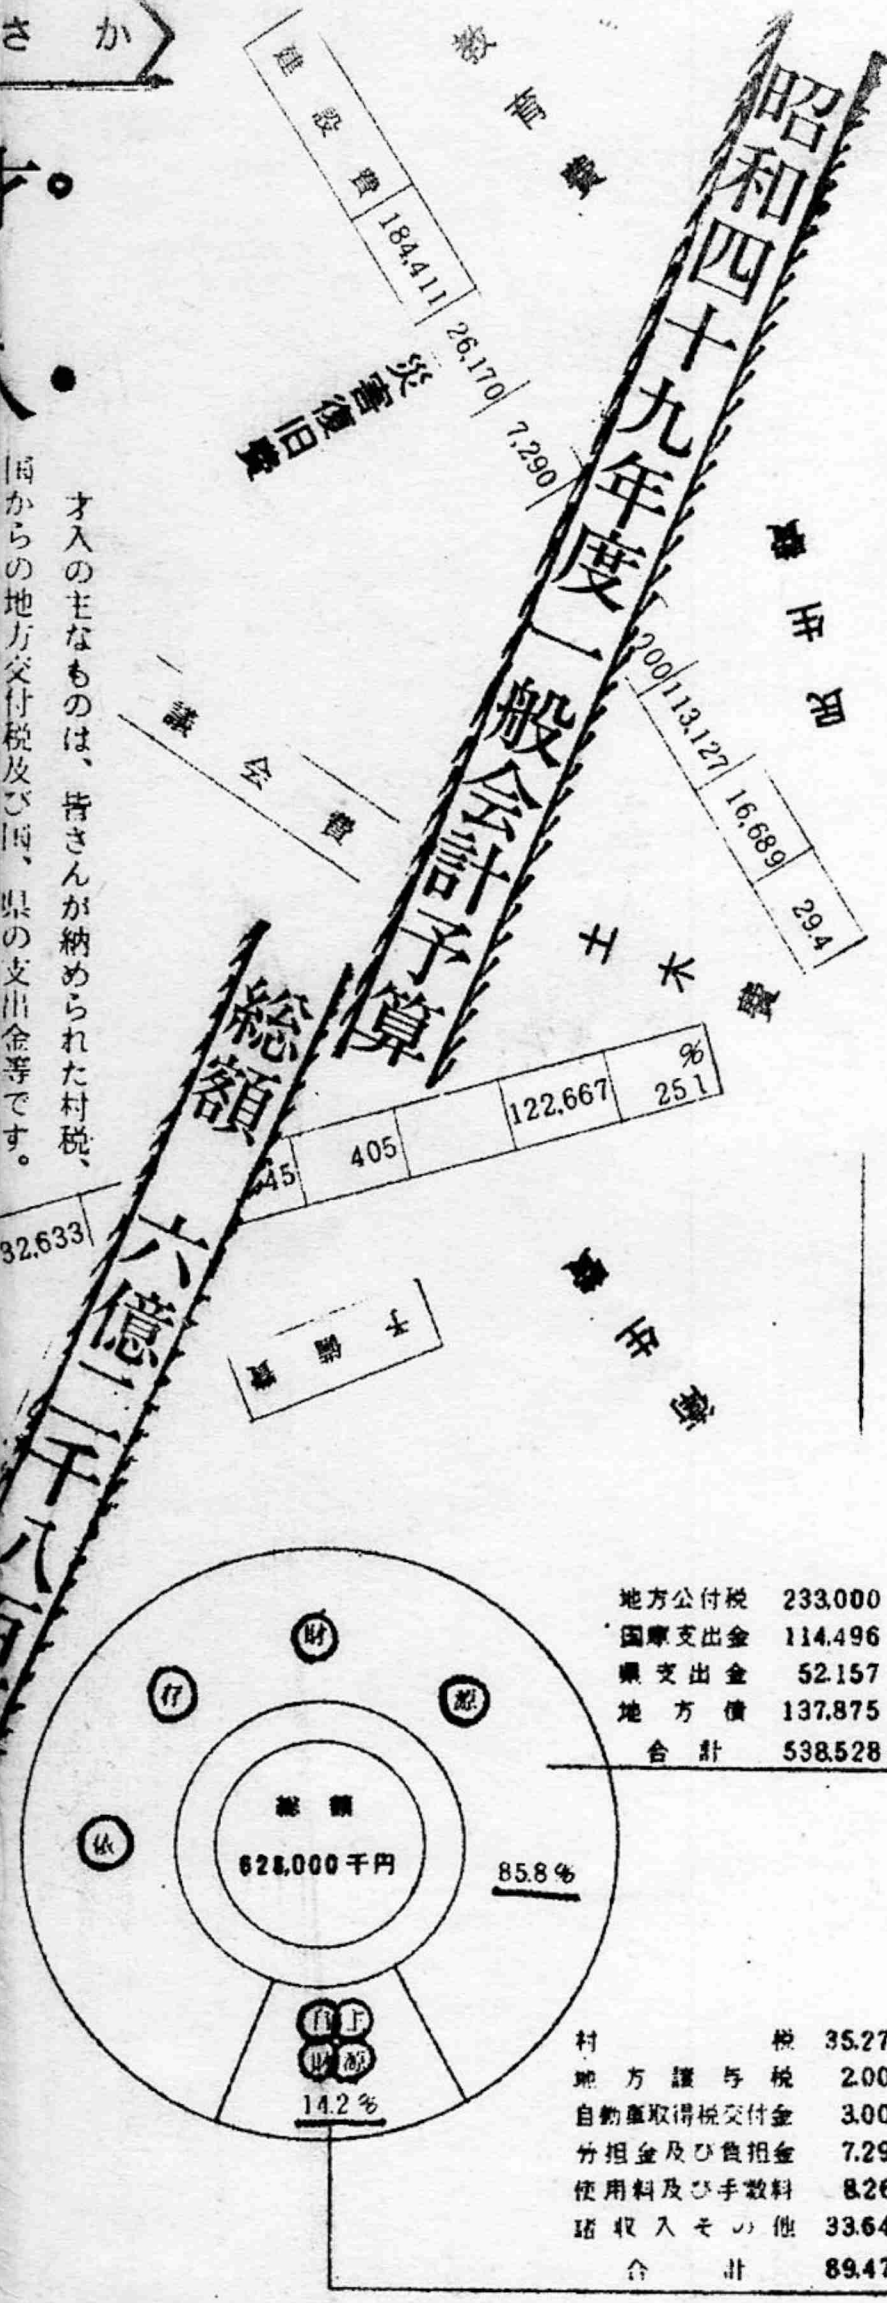 さか
昭和四十九年度一般会計予算
総額 六億二千八百
才入の主なものは、皆さんが納められた村税、
国からの地方交付税及び国、県の支出金等です。
教育費
建設費 184,411 26,170 7,290
災害復旧費
民生費
200 113,127 16,689 29.4
議会費
土木費
%
45 405 122,667 25.1
32,633
予備費
衛生費
依存財源
総額
628,000千円
85.8%
自主
財源
14.2%
地方公付税 233,000
国庫支出金 114,496
県支出金 52,157
地方債 137,875
合計 538,528
村税 35.27
地方譲与税 2.00
自動車取得税交付金 3.00
分担金及び負担金 7.29
使用料及び手数料 8.26
諸収入その他 33.64
合計 89.47